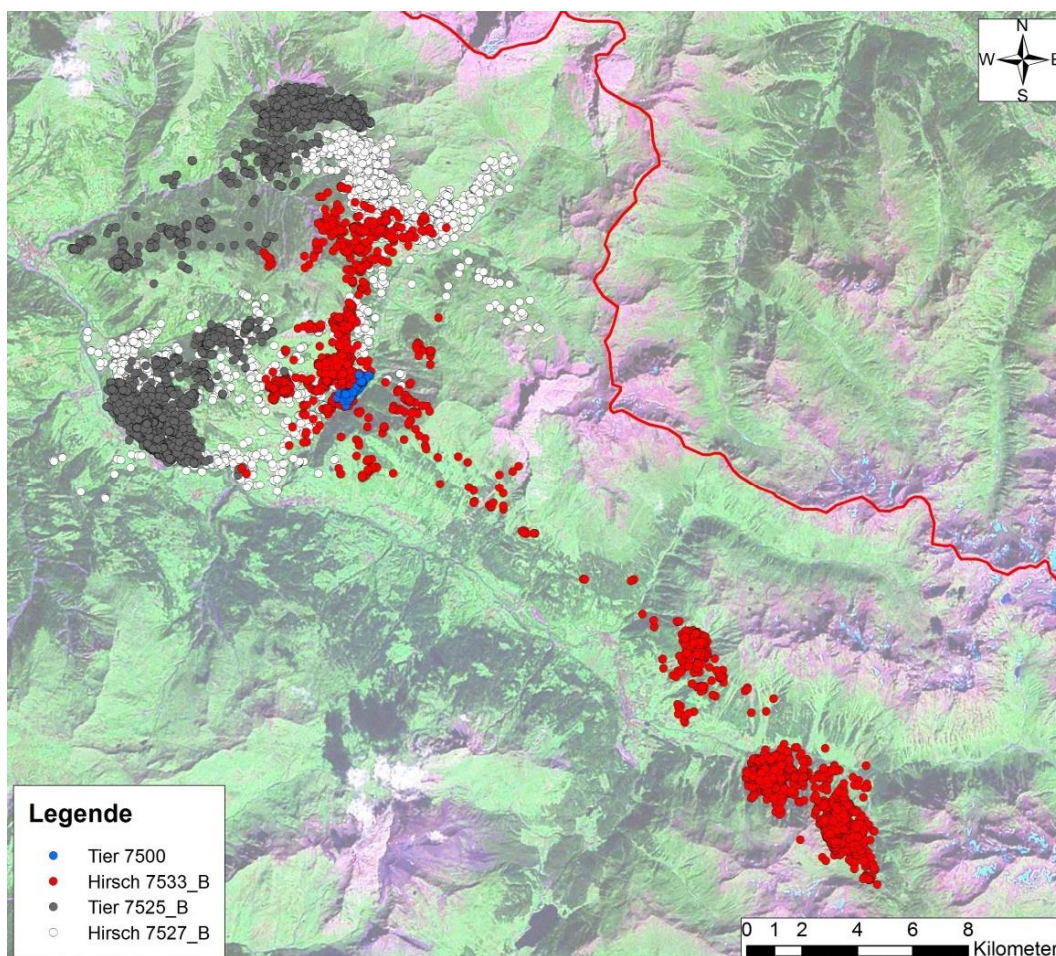 N
W E
S
Legende
Tier 7500
Hirsch 7533_B
Tier 7525_B
Hirsch 7527_B
0 1 2 4 6 8
Kilometer